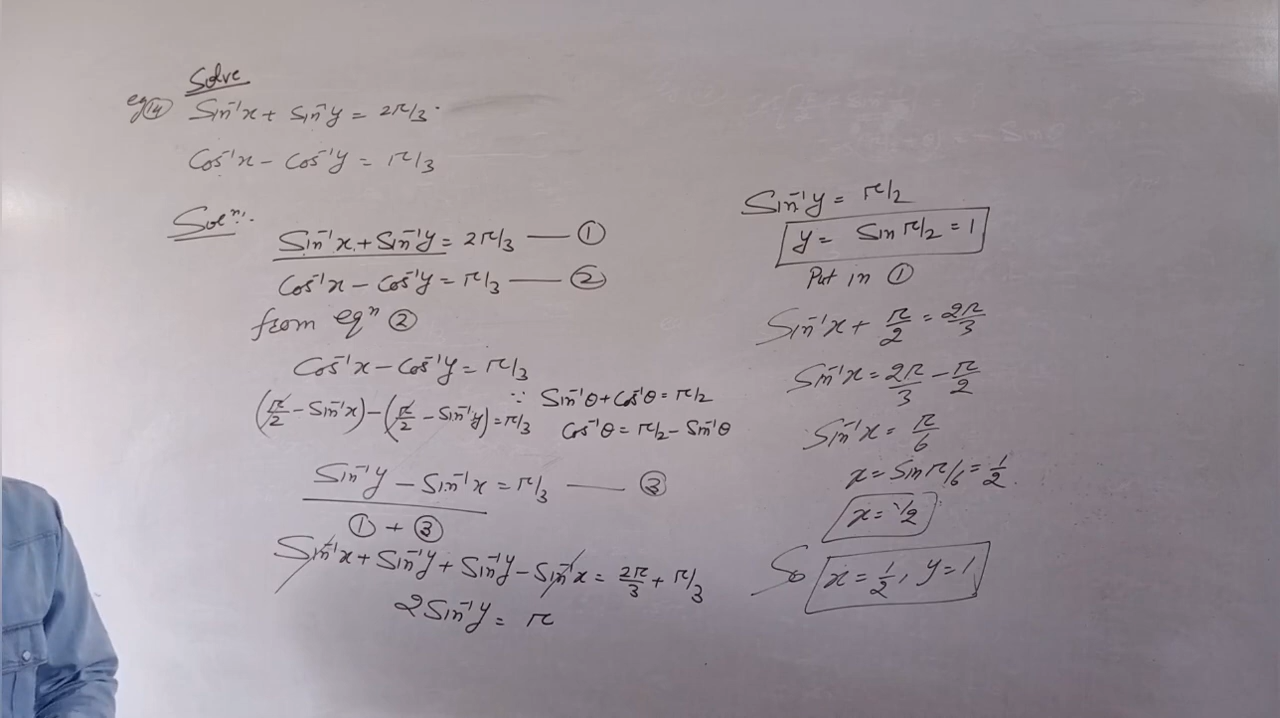 Solve
eg 14 Sin⁻¹x + Sin⁻¹y = 2π/3.
Cos⁻¹x - Cos⁻¹y = π/3
Solⁿ:-
Sin⁻¹x + Sin⁻¹y = 2π/3 — ①
Cos⁻¹x - Cos⁻¹y = π/3 — ②
from eqⁿ ②
Cos⁻¹x - Cos⁻¹y = π/3
(π/2 - Sin⁻¹x) - (π/2 - Sin⁻¹y) = π/3
∵ Sin⁻¹θ + Cos⁻¹θ = π/2
Cos⁻¹θ = π/2 - Sin⁻¹θ
Sin⁻¹y - Sin⁻¹x = π/3 — ③
① + ③
Sin⁻¹x + Sin⁻¹y + Sin⁻¹y - Sin⁻¹x = 2π/3 + π/3
2 Sin⁻¹y = π
Sin⁻¹y = π/2
y = Sin π/2 = 1
Put in ①
Sin⁻¹x + π/2 = 2π/3
Sin⁻¹x = 2π/3 - π/2
Sin⁻¹x = π/6
x = Sin π/6 = 1/2.
x = 1/2
So x = 1/2, y = 1